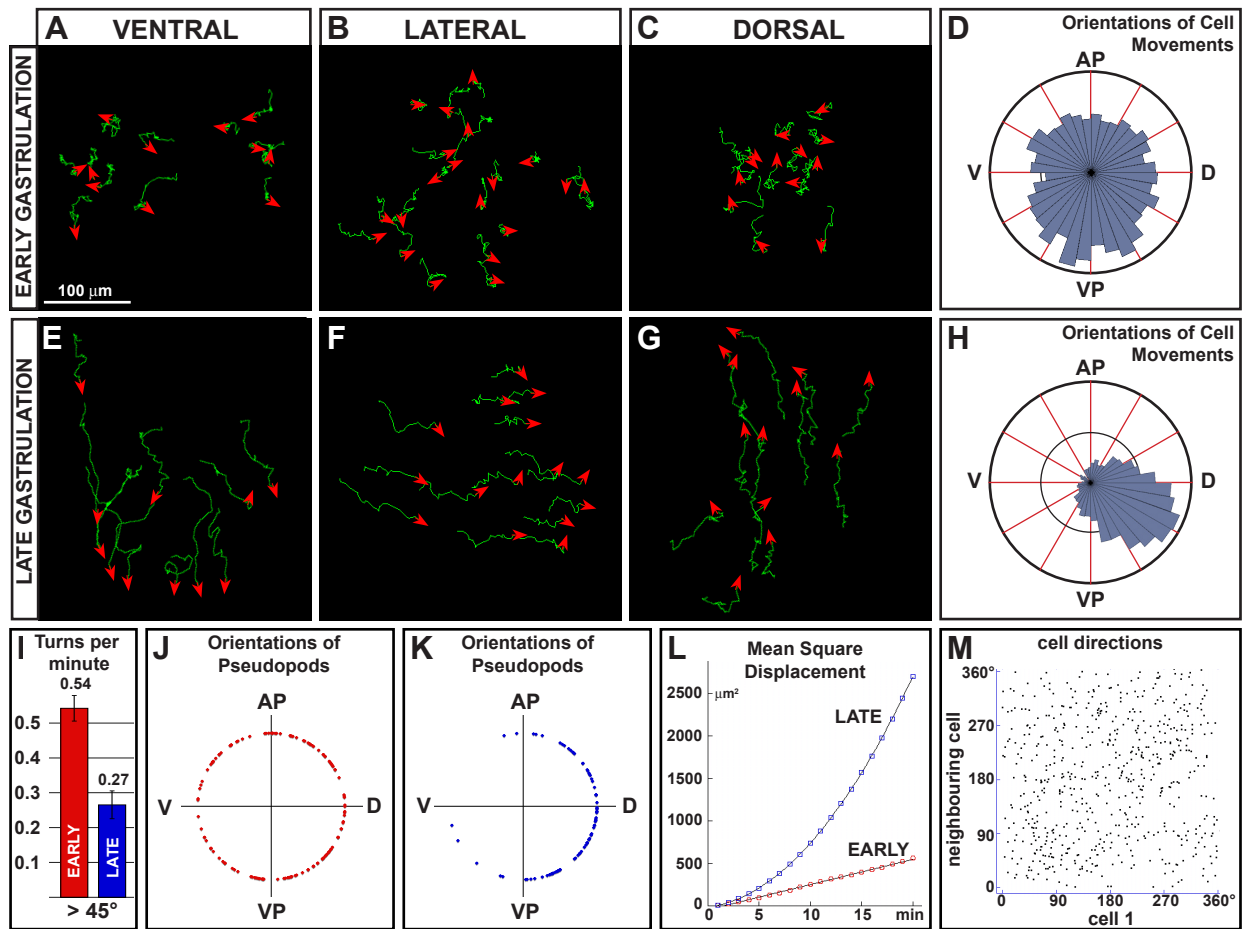 A VENTRAL
B LATERAL
C DORSAL
D Orientations of Cell
Movements
EARLY GASTRULATION
100 μm
AP
V
D
VP
LATE GASTRULATION
E
F
G
H Orientations of Cell
Movements
AP
V
D
VP
I Turns per
minute
0.54
0.27
0.5
0.4
0.3
0.2
0.1
EARLY
LATE
> 45°
J Orientations of
Pseudopods
AP
V
D
VP
K Orientations of
Pseudopods
AP
V
D
VP
L Mean Square
Displacement
μm²
2500
2000
1500
1000
500
0
LATE
EARLY
5
10
15
min
M cell directions
neighbouring cell
360°
270
180
90
0
0
90
180
270
360°
cell 1